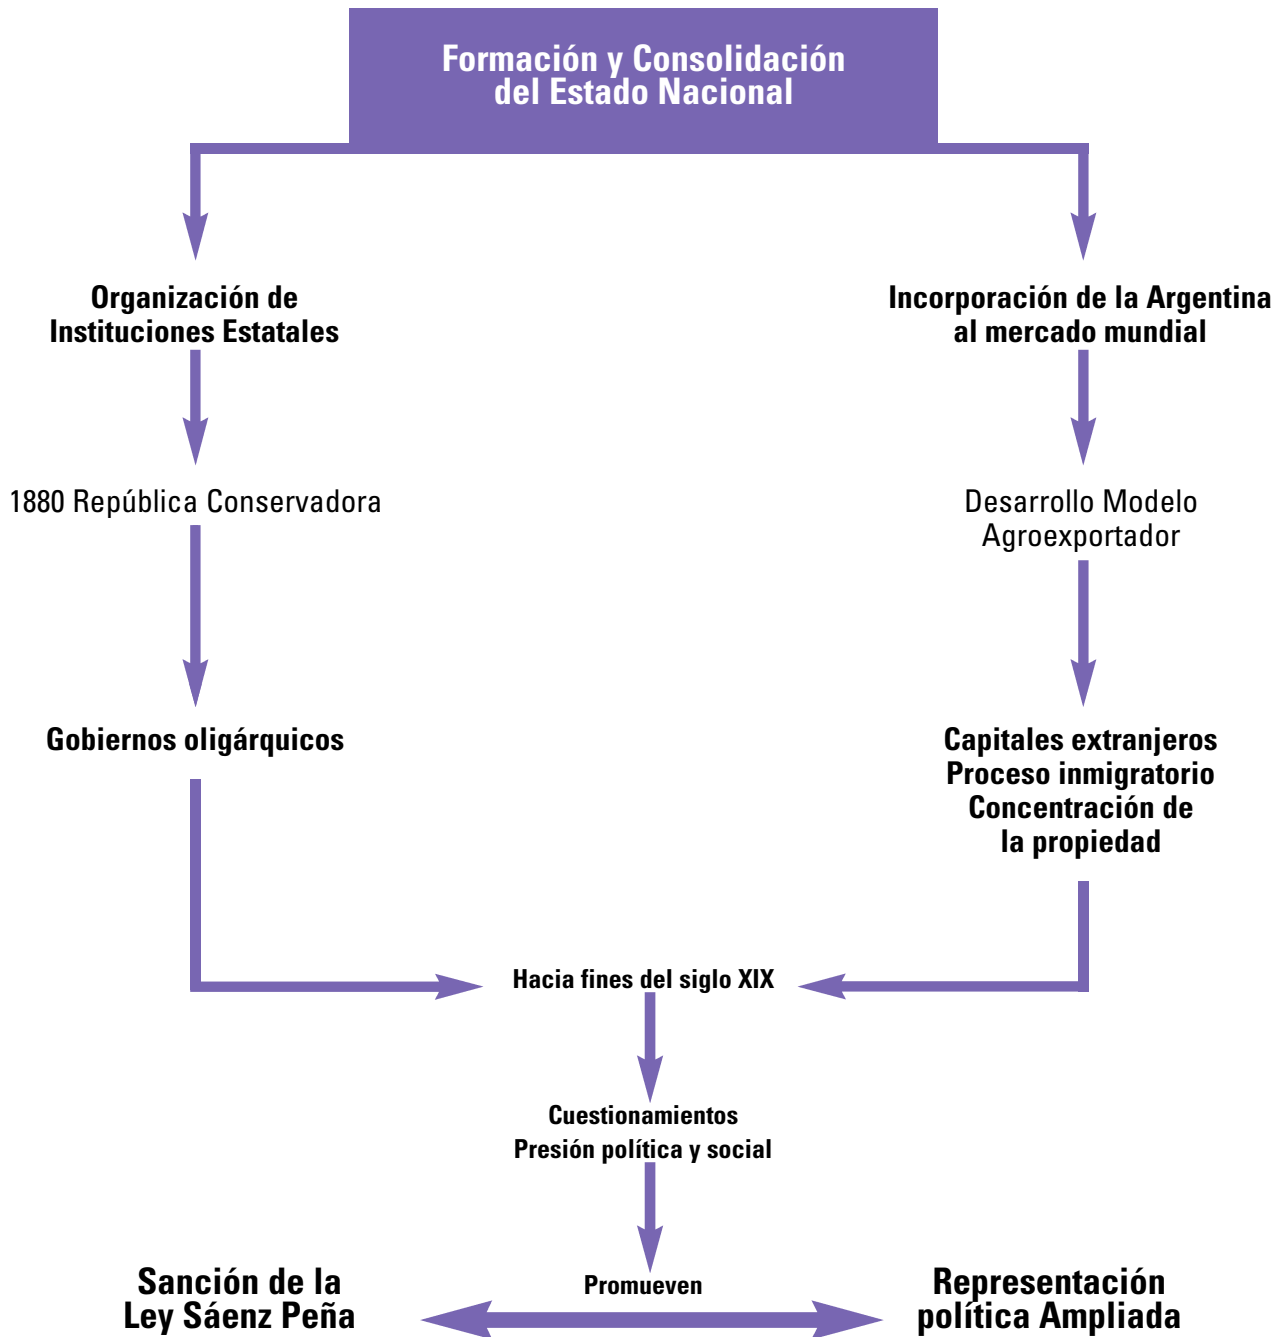 Formación y Consolidación
del Estado Nacional
Organización de
Instituciones Estatales
Incorporación de la Argentina
al mercado mundial
1880 República Conservadora
Desarrollo Modelo
Agroexportador
Gobiernos oligárquicos
Capitales extranjeros
Proceso inmigratorio
Concentración de
la propiedad
Hacia fines del siglo XIX
Cuestionamientos
Presión política y social
Sanción de la
Ley Sáenz Peña
Promueven
Representación
política Ampliada